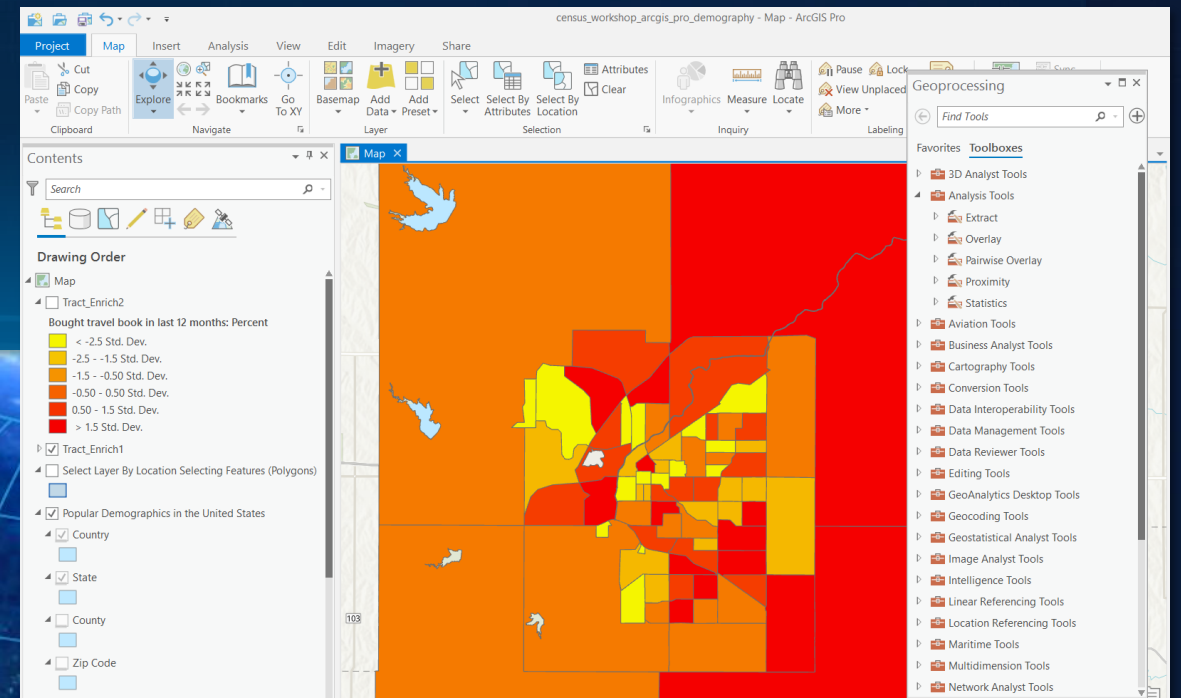 census_workshop_arcgis_pro_demography - Map - ArcGIS Pro
Project Map Insert Analysis View Edit Imagery Share
Paste
Cut
Copy
Copy Path
Clipboard
Explore
Bookmarks
Go To XY
Navigate
Basemap
Add Data
Add Preset
Layer
Select
Select By Attributes
Select By Location
Attributes
Clear
Selection
Infographics
Measure
Locate
Inquiry
Pause
Lock
View Unplaced
More
Labeling
Sync
Contents
Search
Drawing Order
Map
Tract_Enrich2
Bought travel book in last 12 months: Percent
< -2.5 Std. Dev.
-2.5 - -1.5 Std. Dev.
-1.5 - -0.50 Std. Dev.
-0.50 - 0.50 Std. Dev.
0.50 - 1.5 Std. Dev.
> 1.5 Std. Dev.
Tract_Enrich1
Select Layer By Location Selecting Features (Polygons)
Popular Demographics in the United States
Country
State
County
Zip Code
Map
103
Geoprocessing
Find Tools
Favorites Toolboxes
3D Analyst Tools
Analysis Tools
Extract
Overlay
Pairwise Overlay
Proximity
Statistics
Aviation Tools
Business Analyst Tools
Cartography Tools
Conversion Tools
Data Interoperability Tools
Data Management Tools
Data Reviewer Tools
Editing Tools
GeoAnalytics Desktop Tools
Geocoding Tools
Geostatistical Analyst Tools
Image Analyst Tools
Intelligence Tools
Linear Referencing Tools
Location Referencing Tools
Maritime Tools
Multidimension Tools
Network Analyst Tools